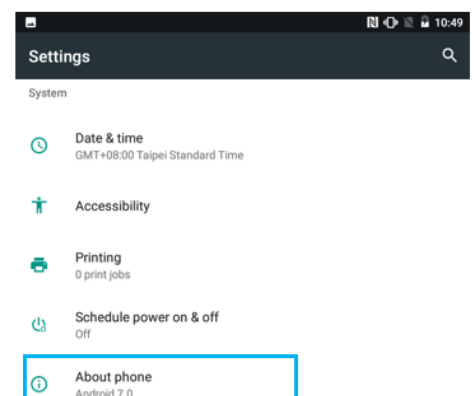 10:49
Settings
System
Date & time
GMT+08:00 Taipei Standard Time
Accessibility
Printing
0 print jobs
Schedule power on & off
Off
About phone
Android 7.0